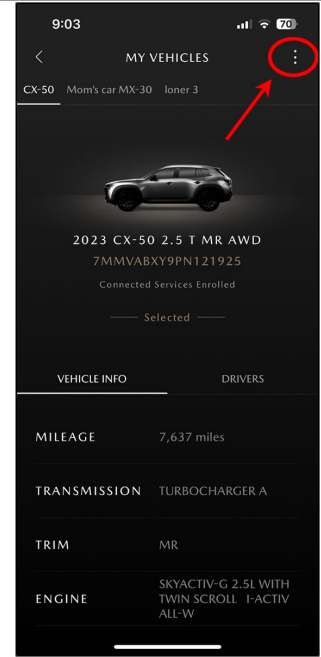 9:03
70
MY VEHICLES
CX-50 Mom's car MX-30 loner 3
2023 CX-50 2.5 T MR AWD
7MMVABXY9PN121925
Connected Services Enrolled
Selected
VEHICLE INFO DRIVERS
MILEAGE 7,637 miles
TRANSMISSION TURBOCHARGER A
TRIM MR
SKYACTIV-G 2.5L WITH
ENGINE TWIN SCROLL I-ACTIV
ALL-W